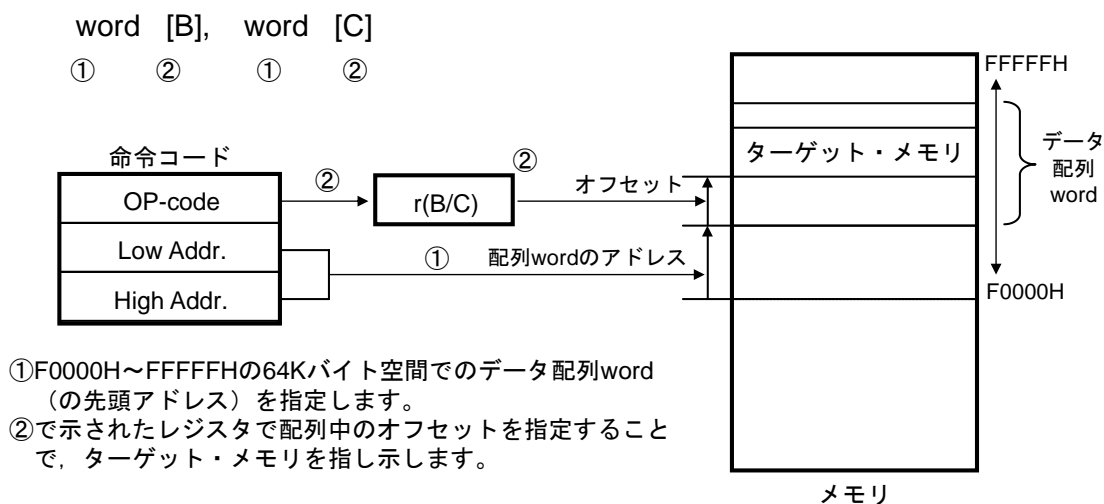 word [B], word [C]
① ② ① ②
命令コード
OP-code
Low Addr.
High Addr.
②
r(B/C)
②
オフセット
①
配列wordのアドレス
ターゲット・メモリ
FFFFFH
データ
配列
word
F0000H
メモリ
①F0000H～FFFFFHの64Kバイト空間でのデータ配列word
（の先頭アドレス）を指定します。
②で示されたレジスタで配列中のオフセットを指定すること
で，ターゲット・メモリを指し示します。